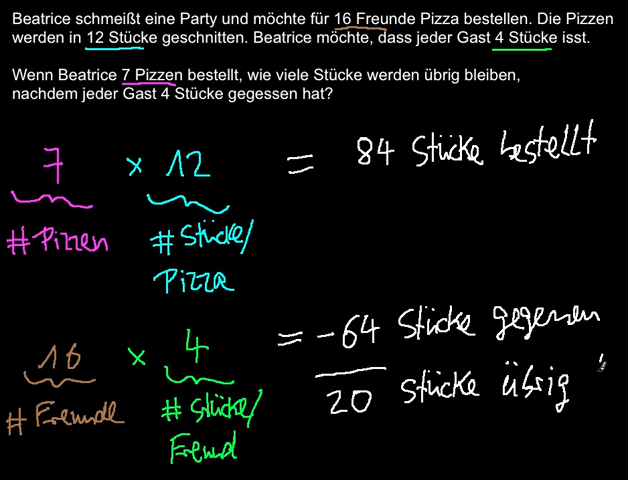 Beatrice schmeißt eine Party und möchte für 16 Freunde Pizza bestellen. Die Pizzen
werden in 12 Stücke geschnitten. Beatrice möchte, dass jeder Gast 4 Stücke isst.
Wenn Beatrice 7 Pizzen bestellt, wie viele Stücke werden übrig bleiben,
nachdem jeder Gast 4 Stücke gegessen hat?
7 × 12 = 84 Stücke bestellt
# Pizzen # Stücke/
Pizza
16 × 4 = -64 Stücke gegessen
20 Stücke übrig
# Freunde # Stücke/
Freund